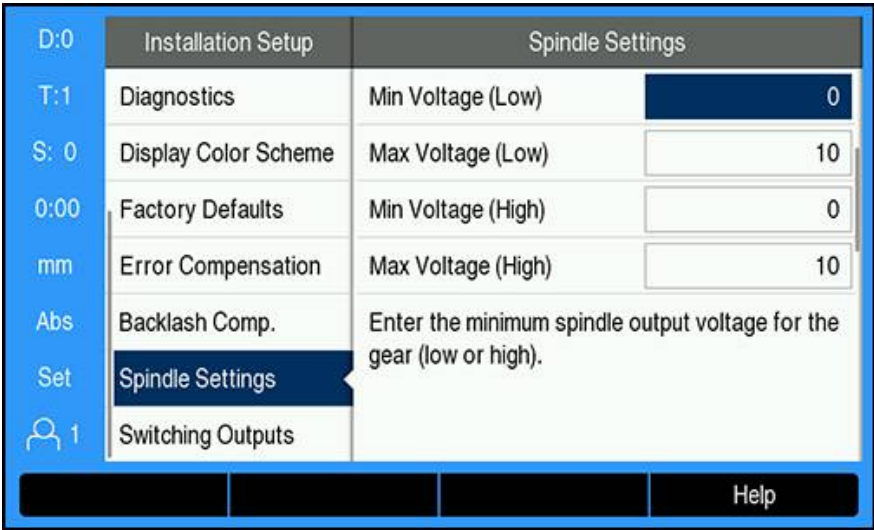 D:0
T:1
S: 0
0:00
mm
Abs
Set
1
Installation Setup
Diagnostics
Display Color Scheme
Factory Defaults
Error Compensation
Backlash Comp.
Spindle Settings
Switching Outputs
Spindle Settings
Min Voltage (Low) 0
Max Voltage (Low) 10
Min Voltage (High) 0
Max Voltage (High) 10
Enter the minimum spindle output voltage for the
gear (low or high).
Help